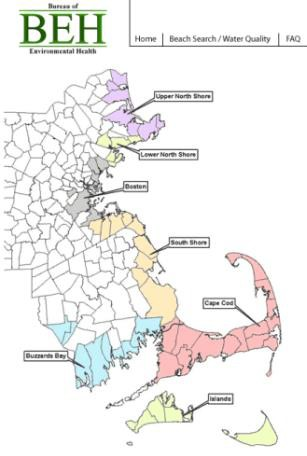 Bureau of
BEH
Environmental Health
Home | Beach Search / Water Quality | FAQ
Upper North Shore
Lower North Shore
Boston
South Shore
Cape Cod
Buzzards Bay
Islands